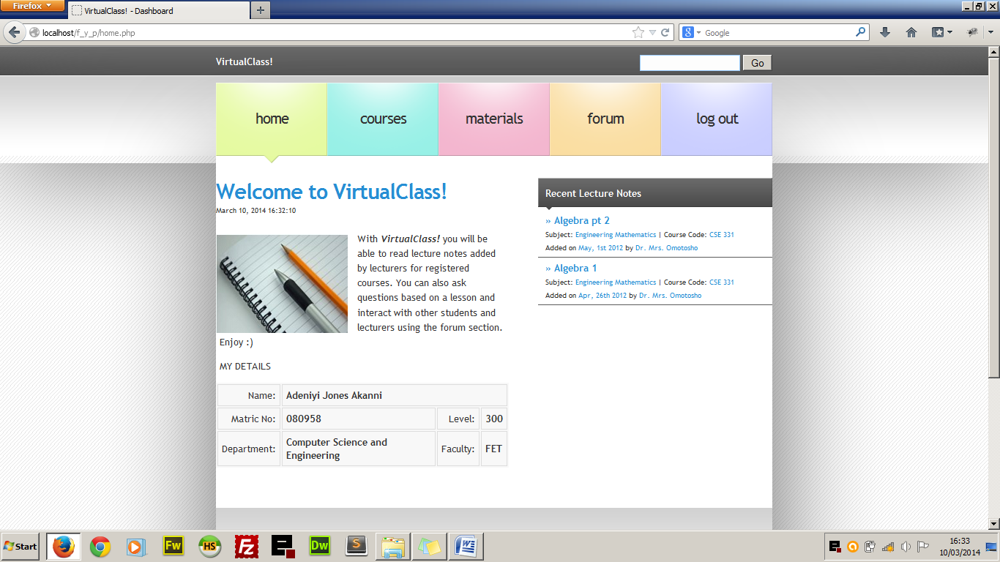 Firefox
VirtualClass! - Dashboard
localhost/f_y_p/home.php
Google
VirtualClass!
Go
home
courses
materials
forum
log out
Welcome to VirtualClass!
March 10, 2014 16:32:10
With VirtualClass! you will be
able to read lecture notes added
by lecturers for registered
courses. You can also ask
questions based on a lesson and
interact with other students and
lecturers using the forum section.
Enjoy :)
MY DETAILS
Name: Adeniyi Jones Akanni
Matric No: 080958 Level: 300
Department: Computer Science and
Engineering Faculty: FET
Recent Lecture Notes
» Algebra pt 2
Subject: Engineering Mathematics | Course Code: CSE 331
Added on May, 1st 2012 by Dr. Mrs. Omotosho
» Algebra 1
Subject: Engineering Mathematics | Course Code: CSE 331
Added on Apr, 26th 2012 by Dr. Mrs. Omotosho
Start
Fw
HS
Fz
Dw
S
W
16:33
10/03/2014